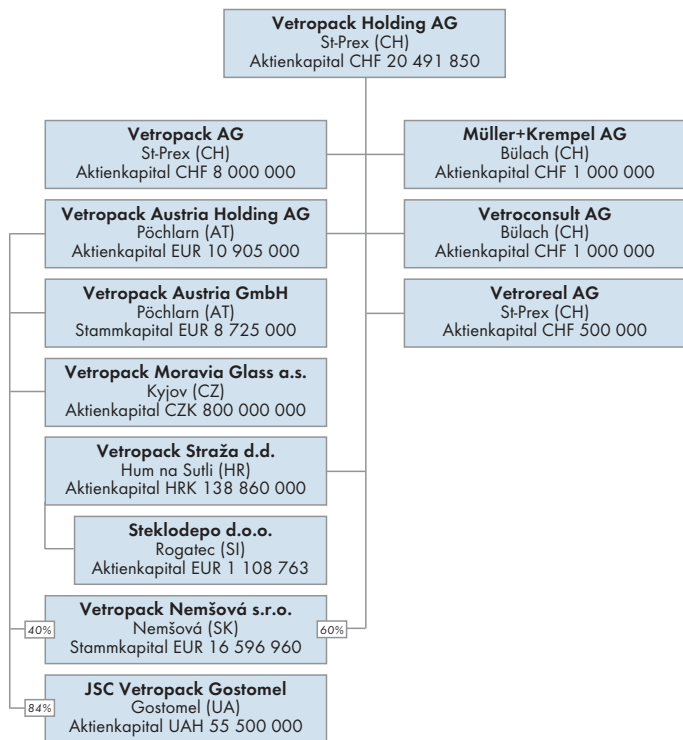 Vetropack Holding AG
St-Prex (CH)
Aktienkapital CHF 20 491 850
Vetropack AG
St-Prex (CH)
Aktienkapital CHF 8 000 000
Müller+Krempel AG
Bülach (CH)
Aktienkapital CHF 1 000 000
Vetropack Austria Holding AG
Pöchlarn (AT)
Aktienkapital EUR 10 905 000
Vetroconsult AG
Bülach (CH)
Aktienkapital CHF 1 000 000
Vetropack Austria GmbH
Pöchlarn (AT)
Stammkapital EUR 8 725 000
Vetroreal AG
St-Prex (CH)
Aktienkapital CHF 500 000
Vetropack Moravia Glass a.s.
Kyjov (CZ)
Aktienkapital CZK 800 000 000
Vetropack Straža d.d.
Hum na Sutli (HR)
Aktienkapital HRK 138 860 000
Steklodepo d.o.o.
Rogatec (SI)
Aktienkapital EUR 1 108 763
Vetropack Nemšová s.r.o.
40% Nemšová (SK) 60%
Stammkapital EUR 16 596 960
JSC Vetropack Gostomel
84% Gostomel (UA)
Aktienkapital UAH 55 500 000